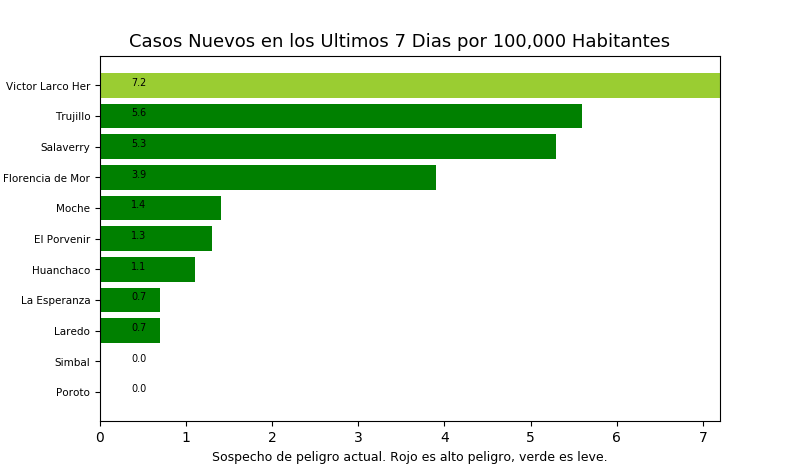 Casos Nuevos en los Ultimos 7 Dias por 100,000 Habitantes
Victor Larco Her 7.2
Trujillo 5.6
Salaverry 5.3
Florencia de Mor 3.9
Moche 1.4
El Porvenir 1.3
Huanchaco 1.1
La Esperanza 0.7
Laredo 0.7
Simbal 0.0
Poroto 0.0
0 1 2 3 4 5 6 7
Sospecho de peligro actual. Rojo es alto peligro, verde es leve.